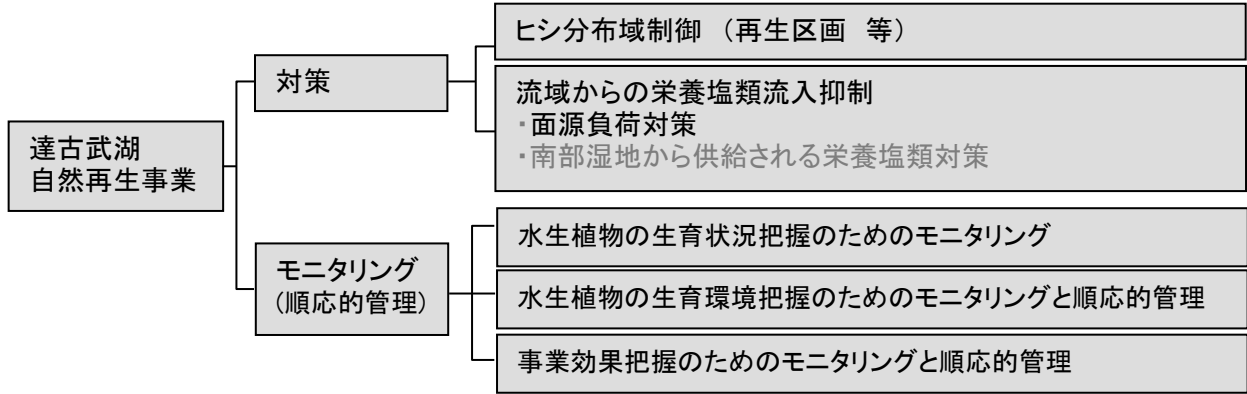 達古武湖
自然再生事業
対策
ヒシ分布域制御　（再生区画　等）
流域からの栄養塩類流入抑制
・面源負荷対策
・南部湿地から供給される栄養塩類対策
モニタリング
(順応的管理)
水生植物の生育状況把握のためのモニタリング
水生植物の生育環境把握のためのモニタリングと順応的管理
事業効果把握のためのモニタリングと順応的管理